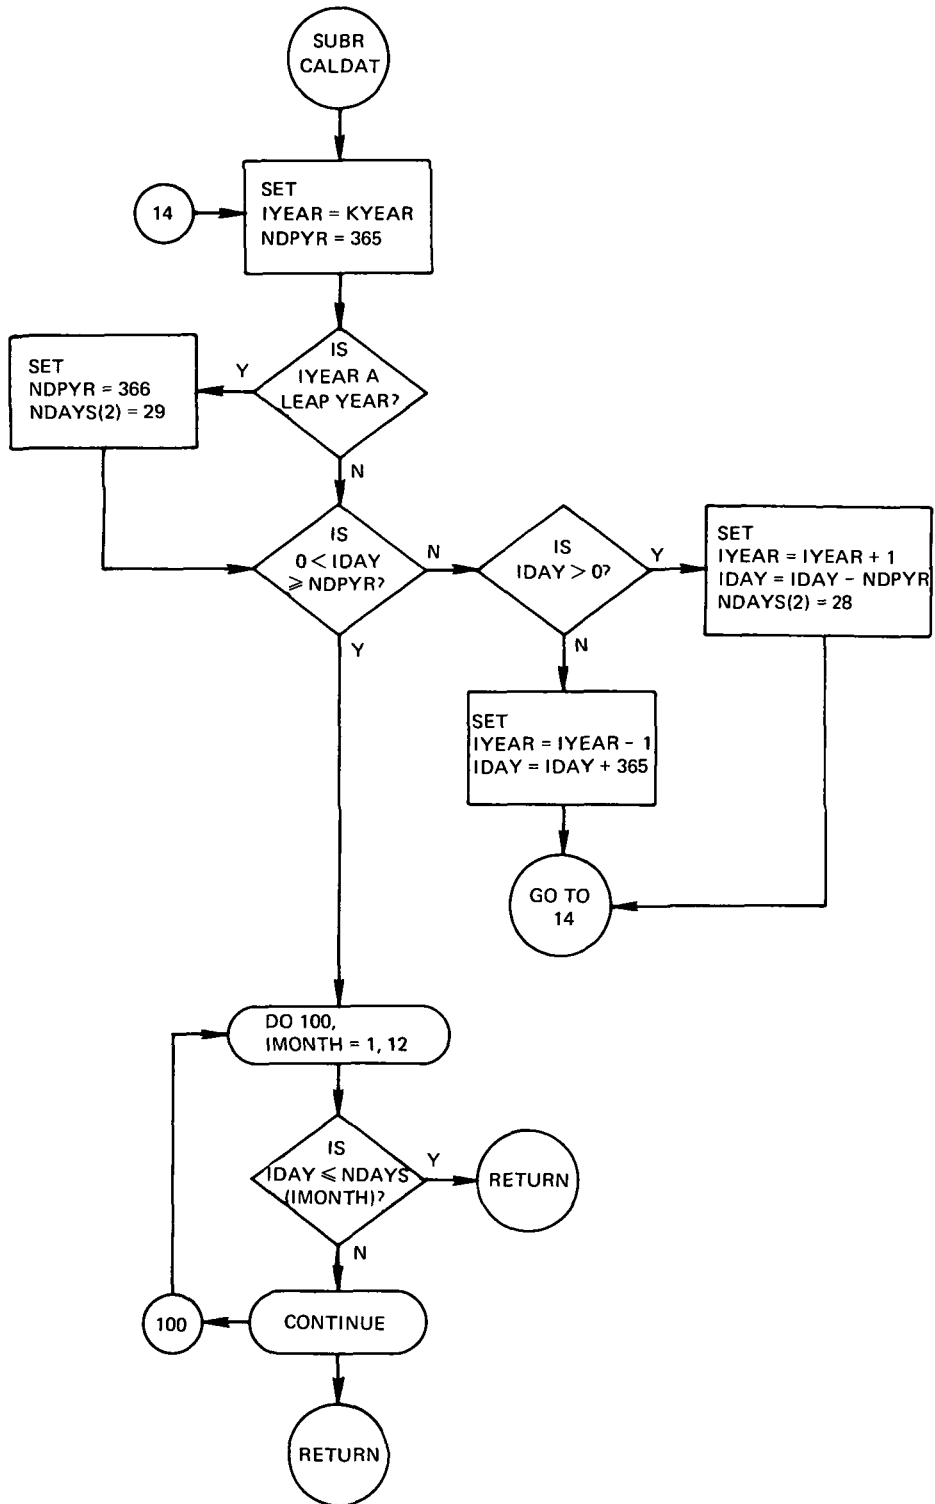 SUBR
CALDAT
SET
IYEAR = KYEAR
NDPYR = 365
14
IS
IYEAR A
LEAP YEAR?
Y
SET
NDPYR = 366
NDAYS(2) = 29
N
IS
0 < IDAY
⩾ NDPYR?
N
IS
IDAY > 0?
Y
SET
IYEAR = IYEAR + 1
IDAY = IDAY - NDPYR
NDAYS(2) = 28
Y
N
SET
IYEAR = IYEAR - 1
IDAY = IDAY + 365
GO TO
14
DO 100,
IMONTH = 1, 12
IS
IDAY ⩽ NDAYS
(IMONTH)?
Y
RETURN
N
CONTINUE
100
RETURN